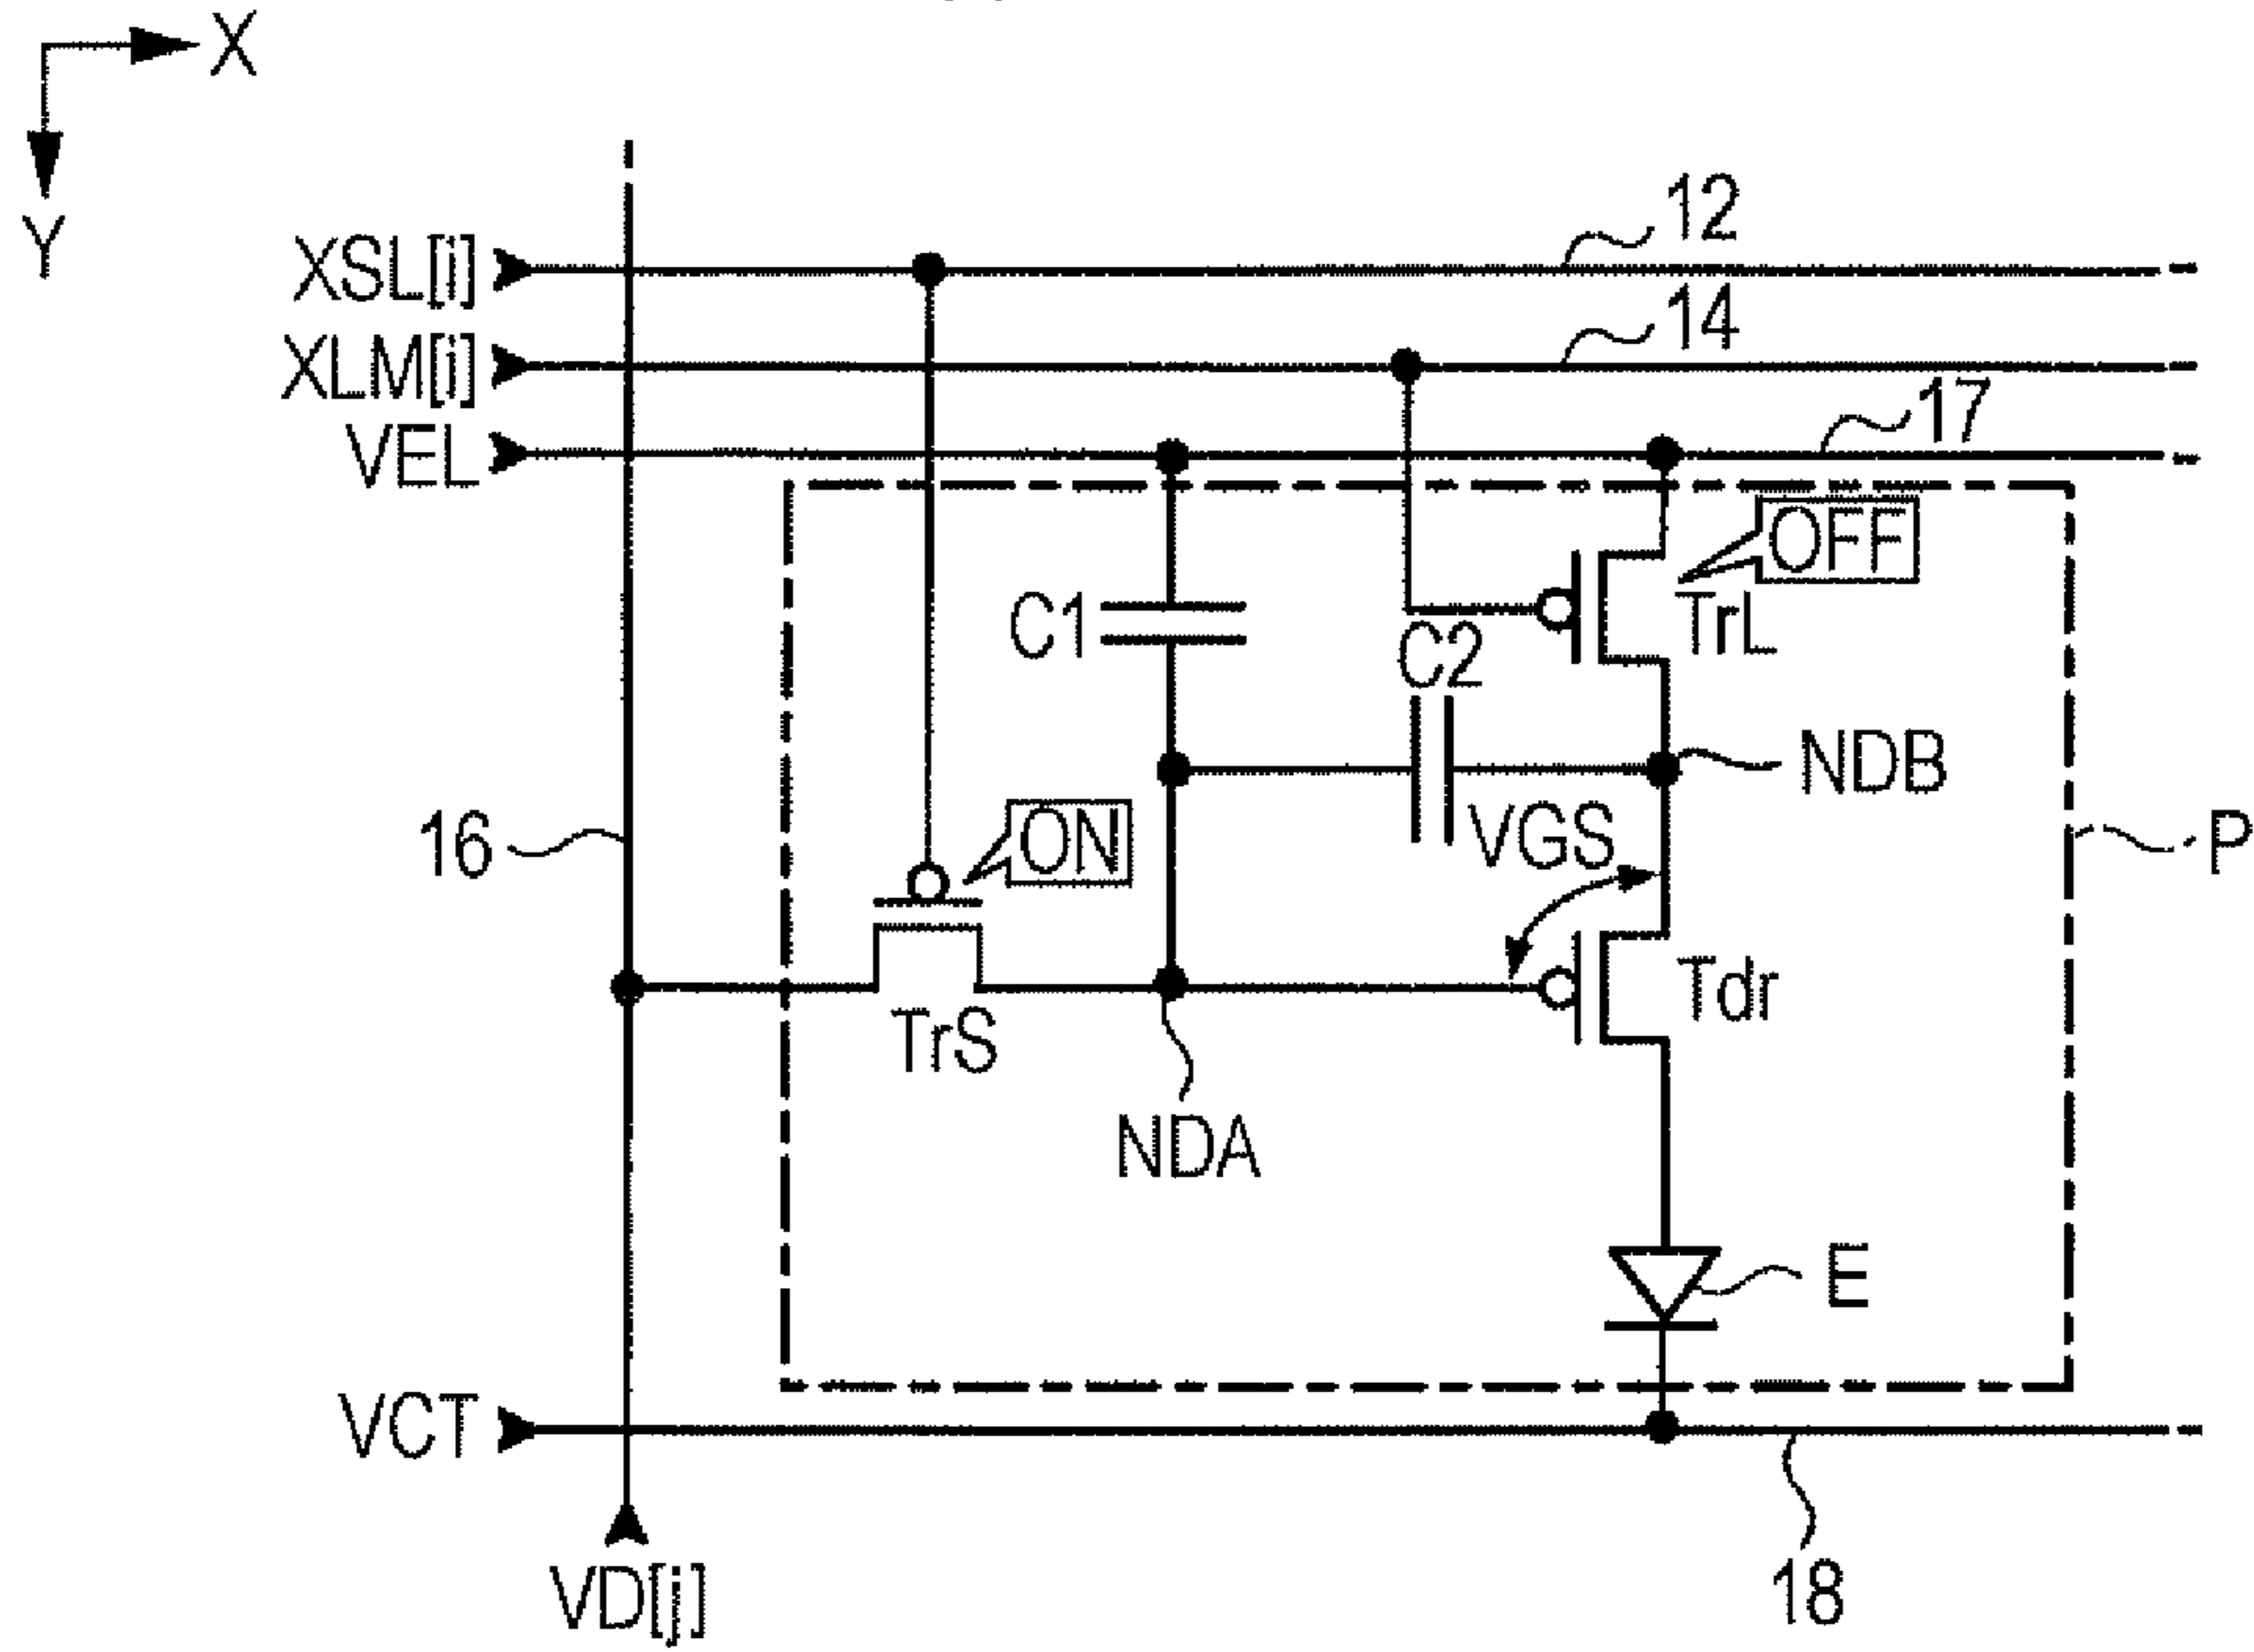 X
Y
12
XSL[i]
14
XLM[i]
17
VEL
OFF
C1
TrL
C2
NDB
16
ON
VGS
P
Tdr
TrS
NDA
E
VCT
18
VD[j]